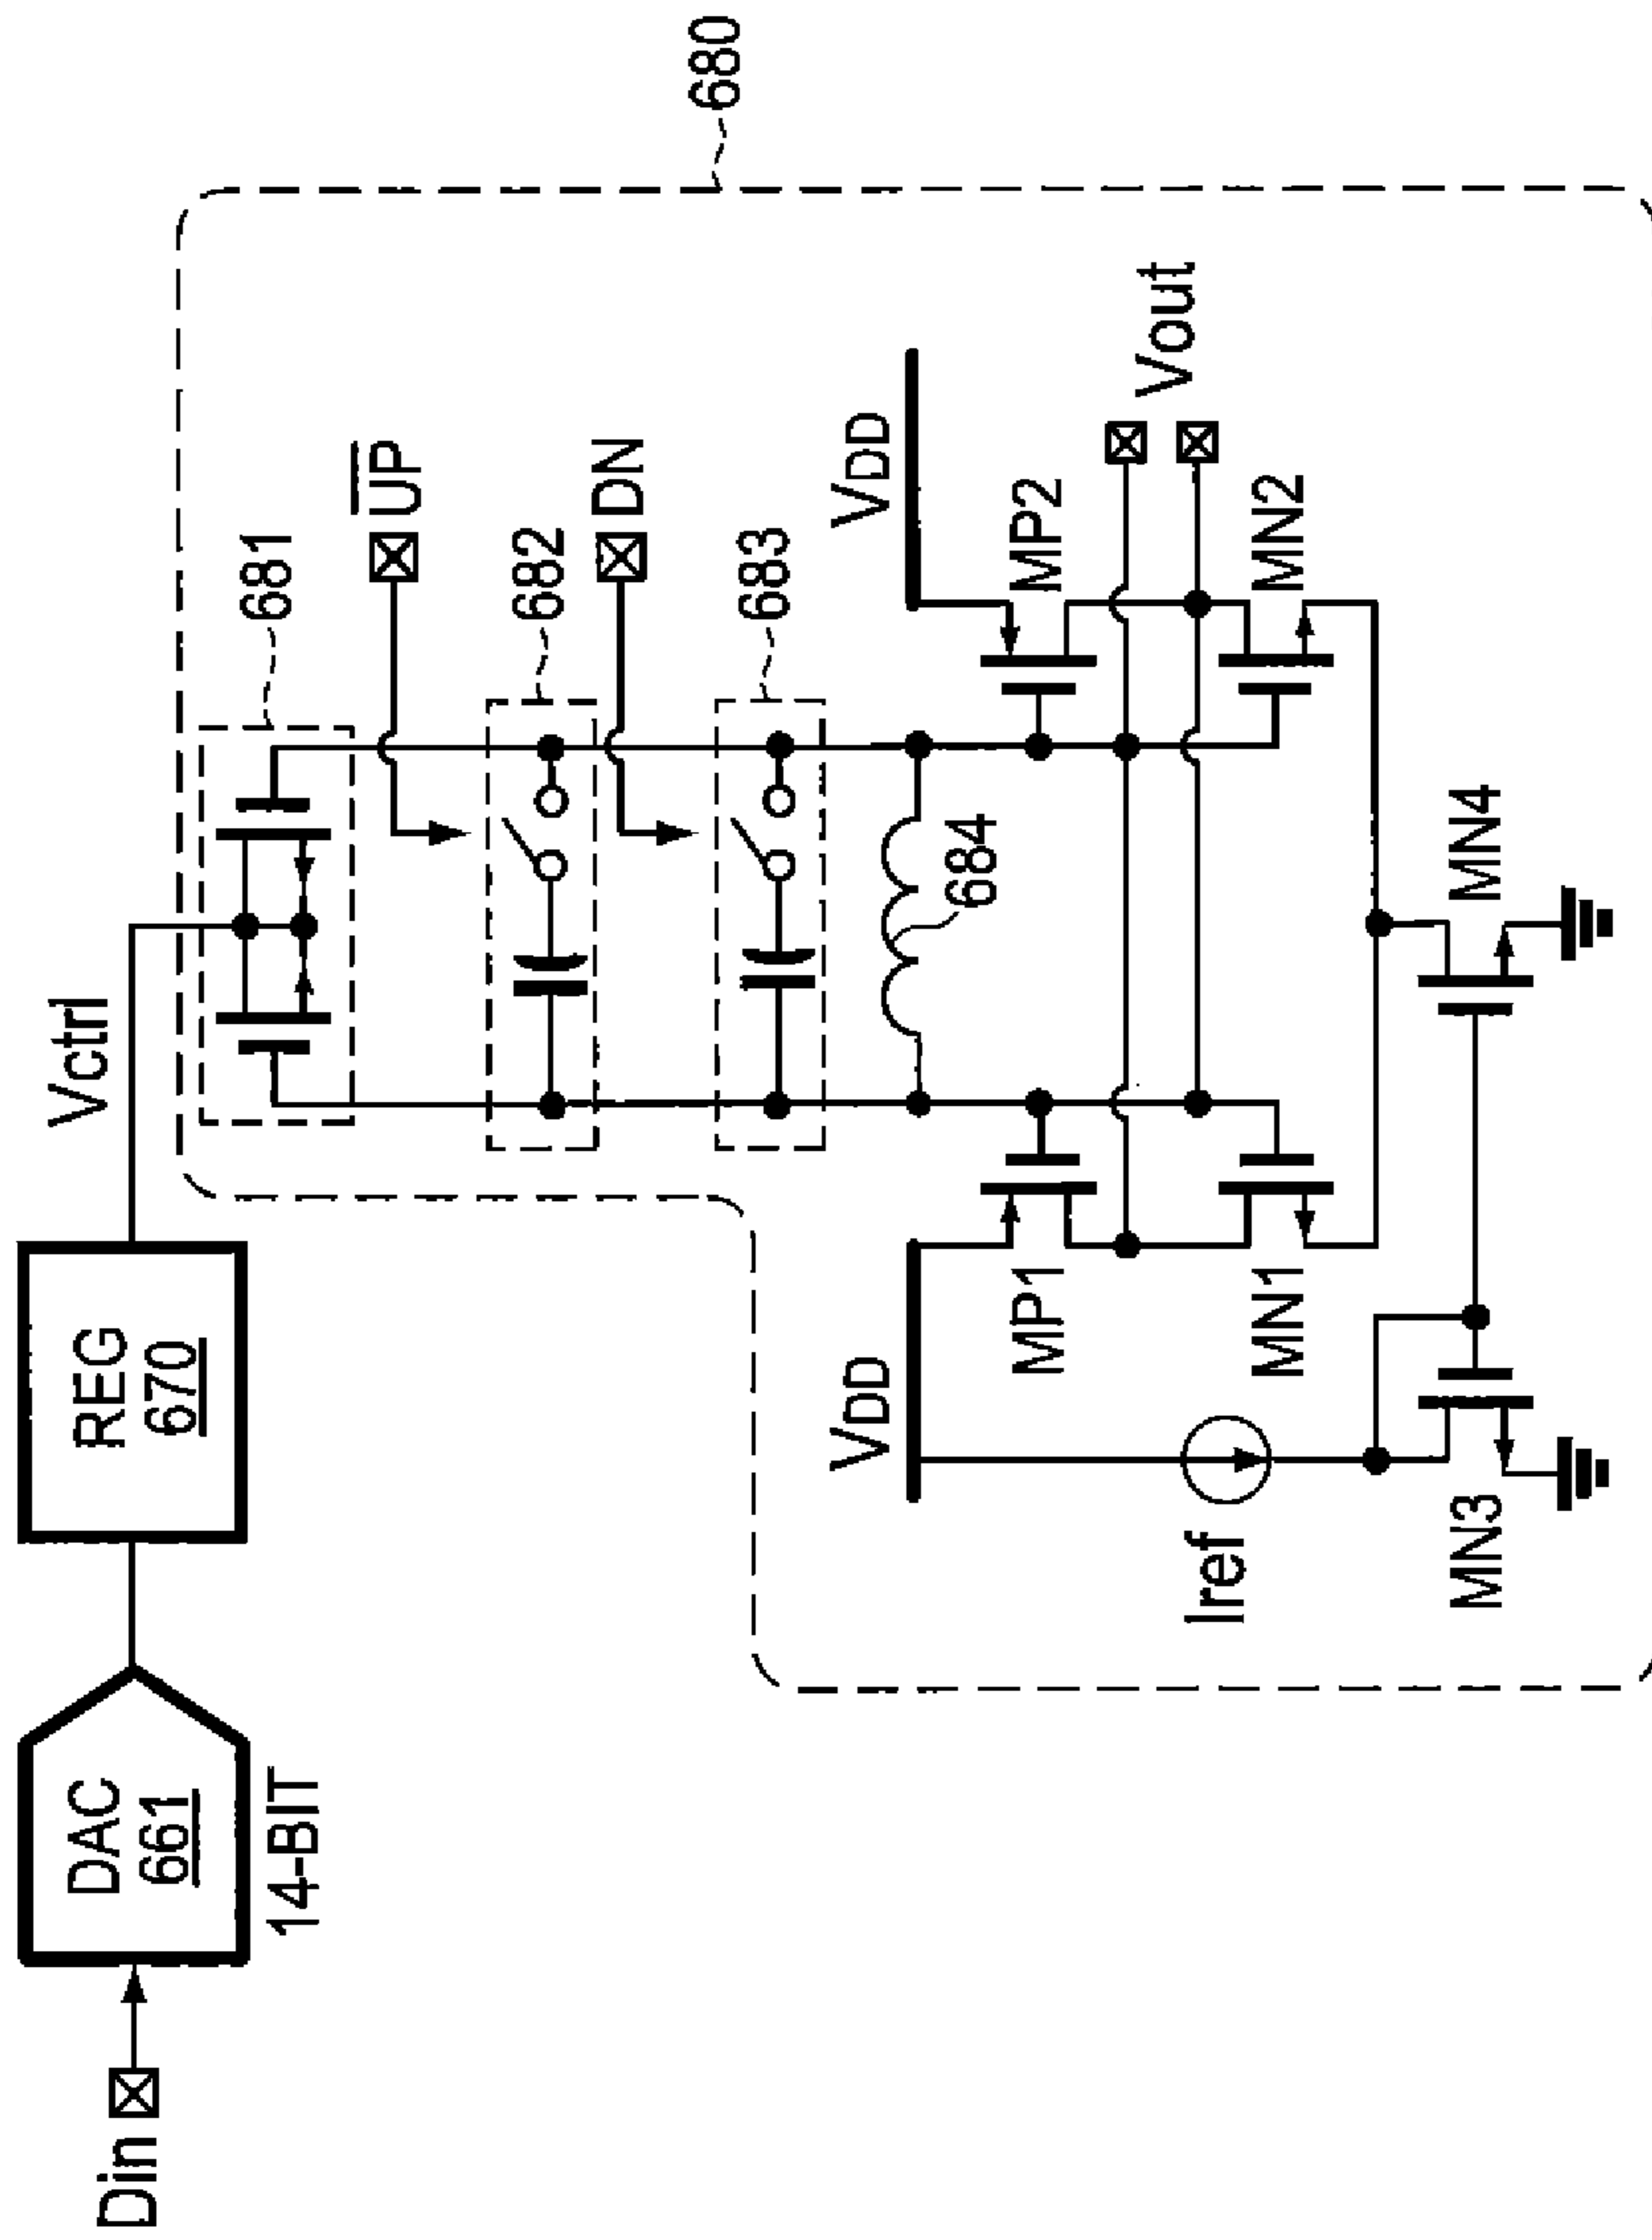 Din
DAC
661
14-BIT
REG
670
Vctrl
681
U̅P̅
682
DN
683
680
684
VDD
VDD
MP1
MP2
Vout
Iref
MN1
MN2
MN3
MN4